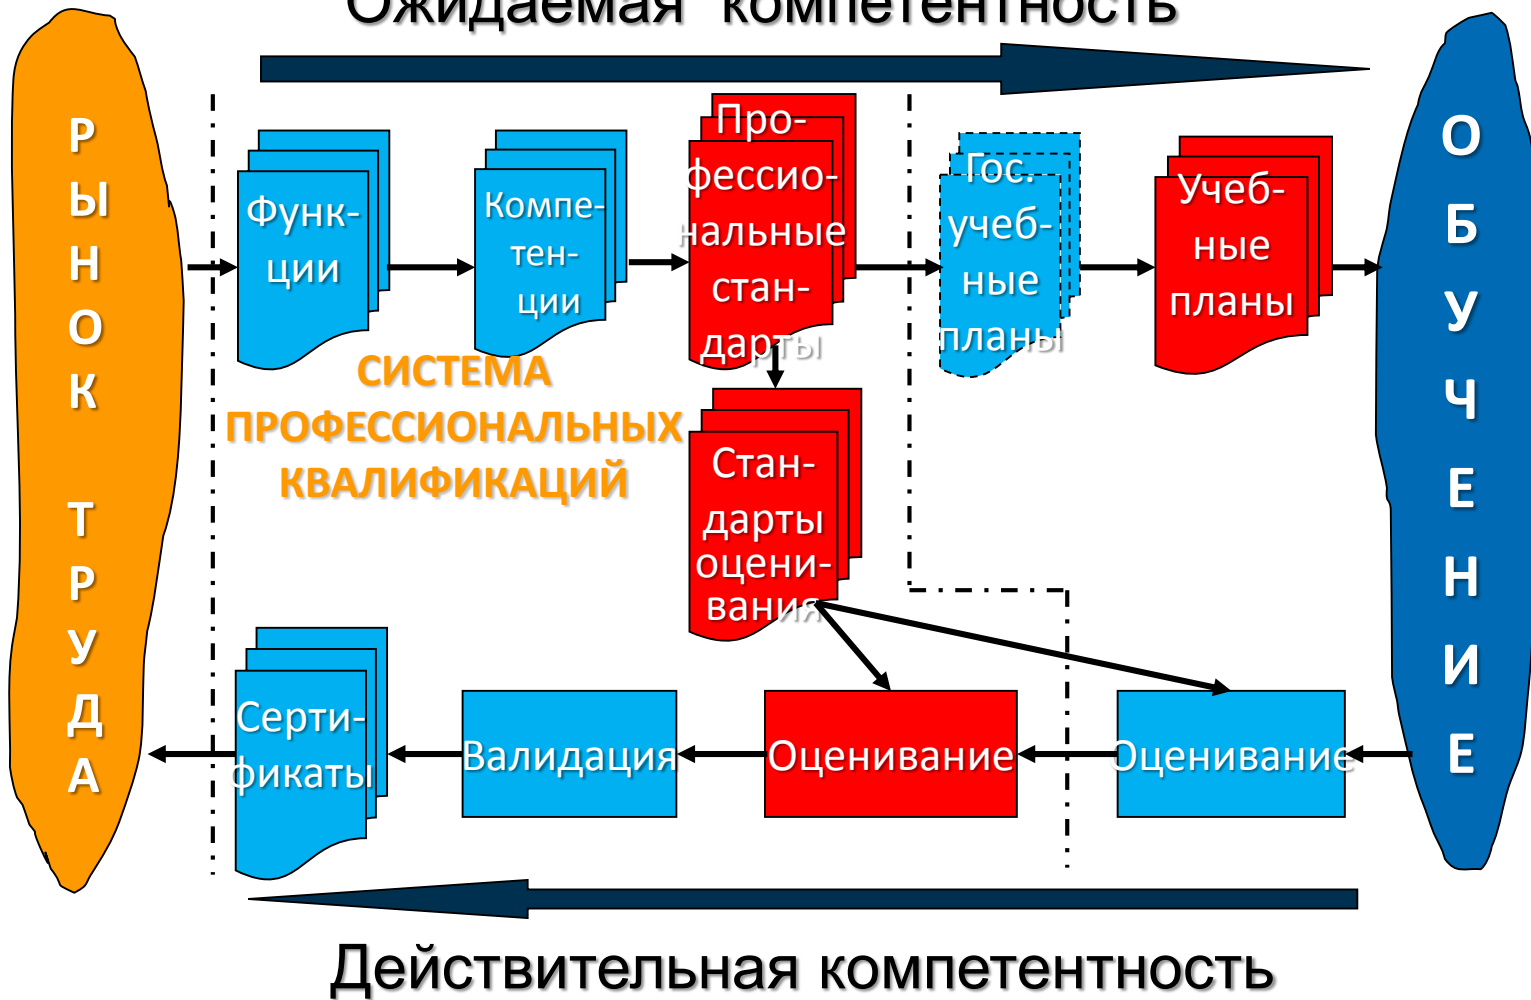 Ожидаемая компетентность
Р
Ы
Н
О
К
Т
Р
У
Д
А
Функ-
ции
Компе-
тен-
ции
Про-
фессио-
нальные
стан-
дарты
Гос.
учеб-
ные
планы
Учеб-
ные
планы
О
Б
У
Ч
Е
Н
И
Е
СИСТЕМА
ПРОФЕССИОНАЛЬНЫХ
КВАЛИФИКАЦИЙ
Стан-
дарты
оцени-
вания
Серти-
фикаты
Валидация
Оценивание
Оценивание
Действительная компетентность